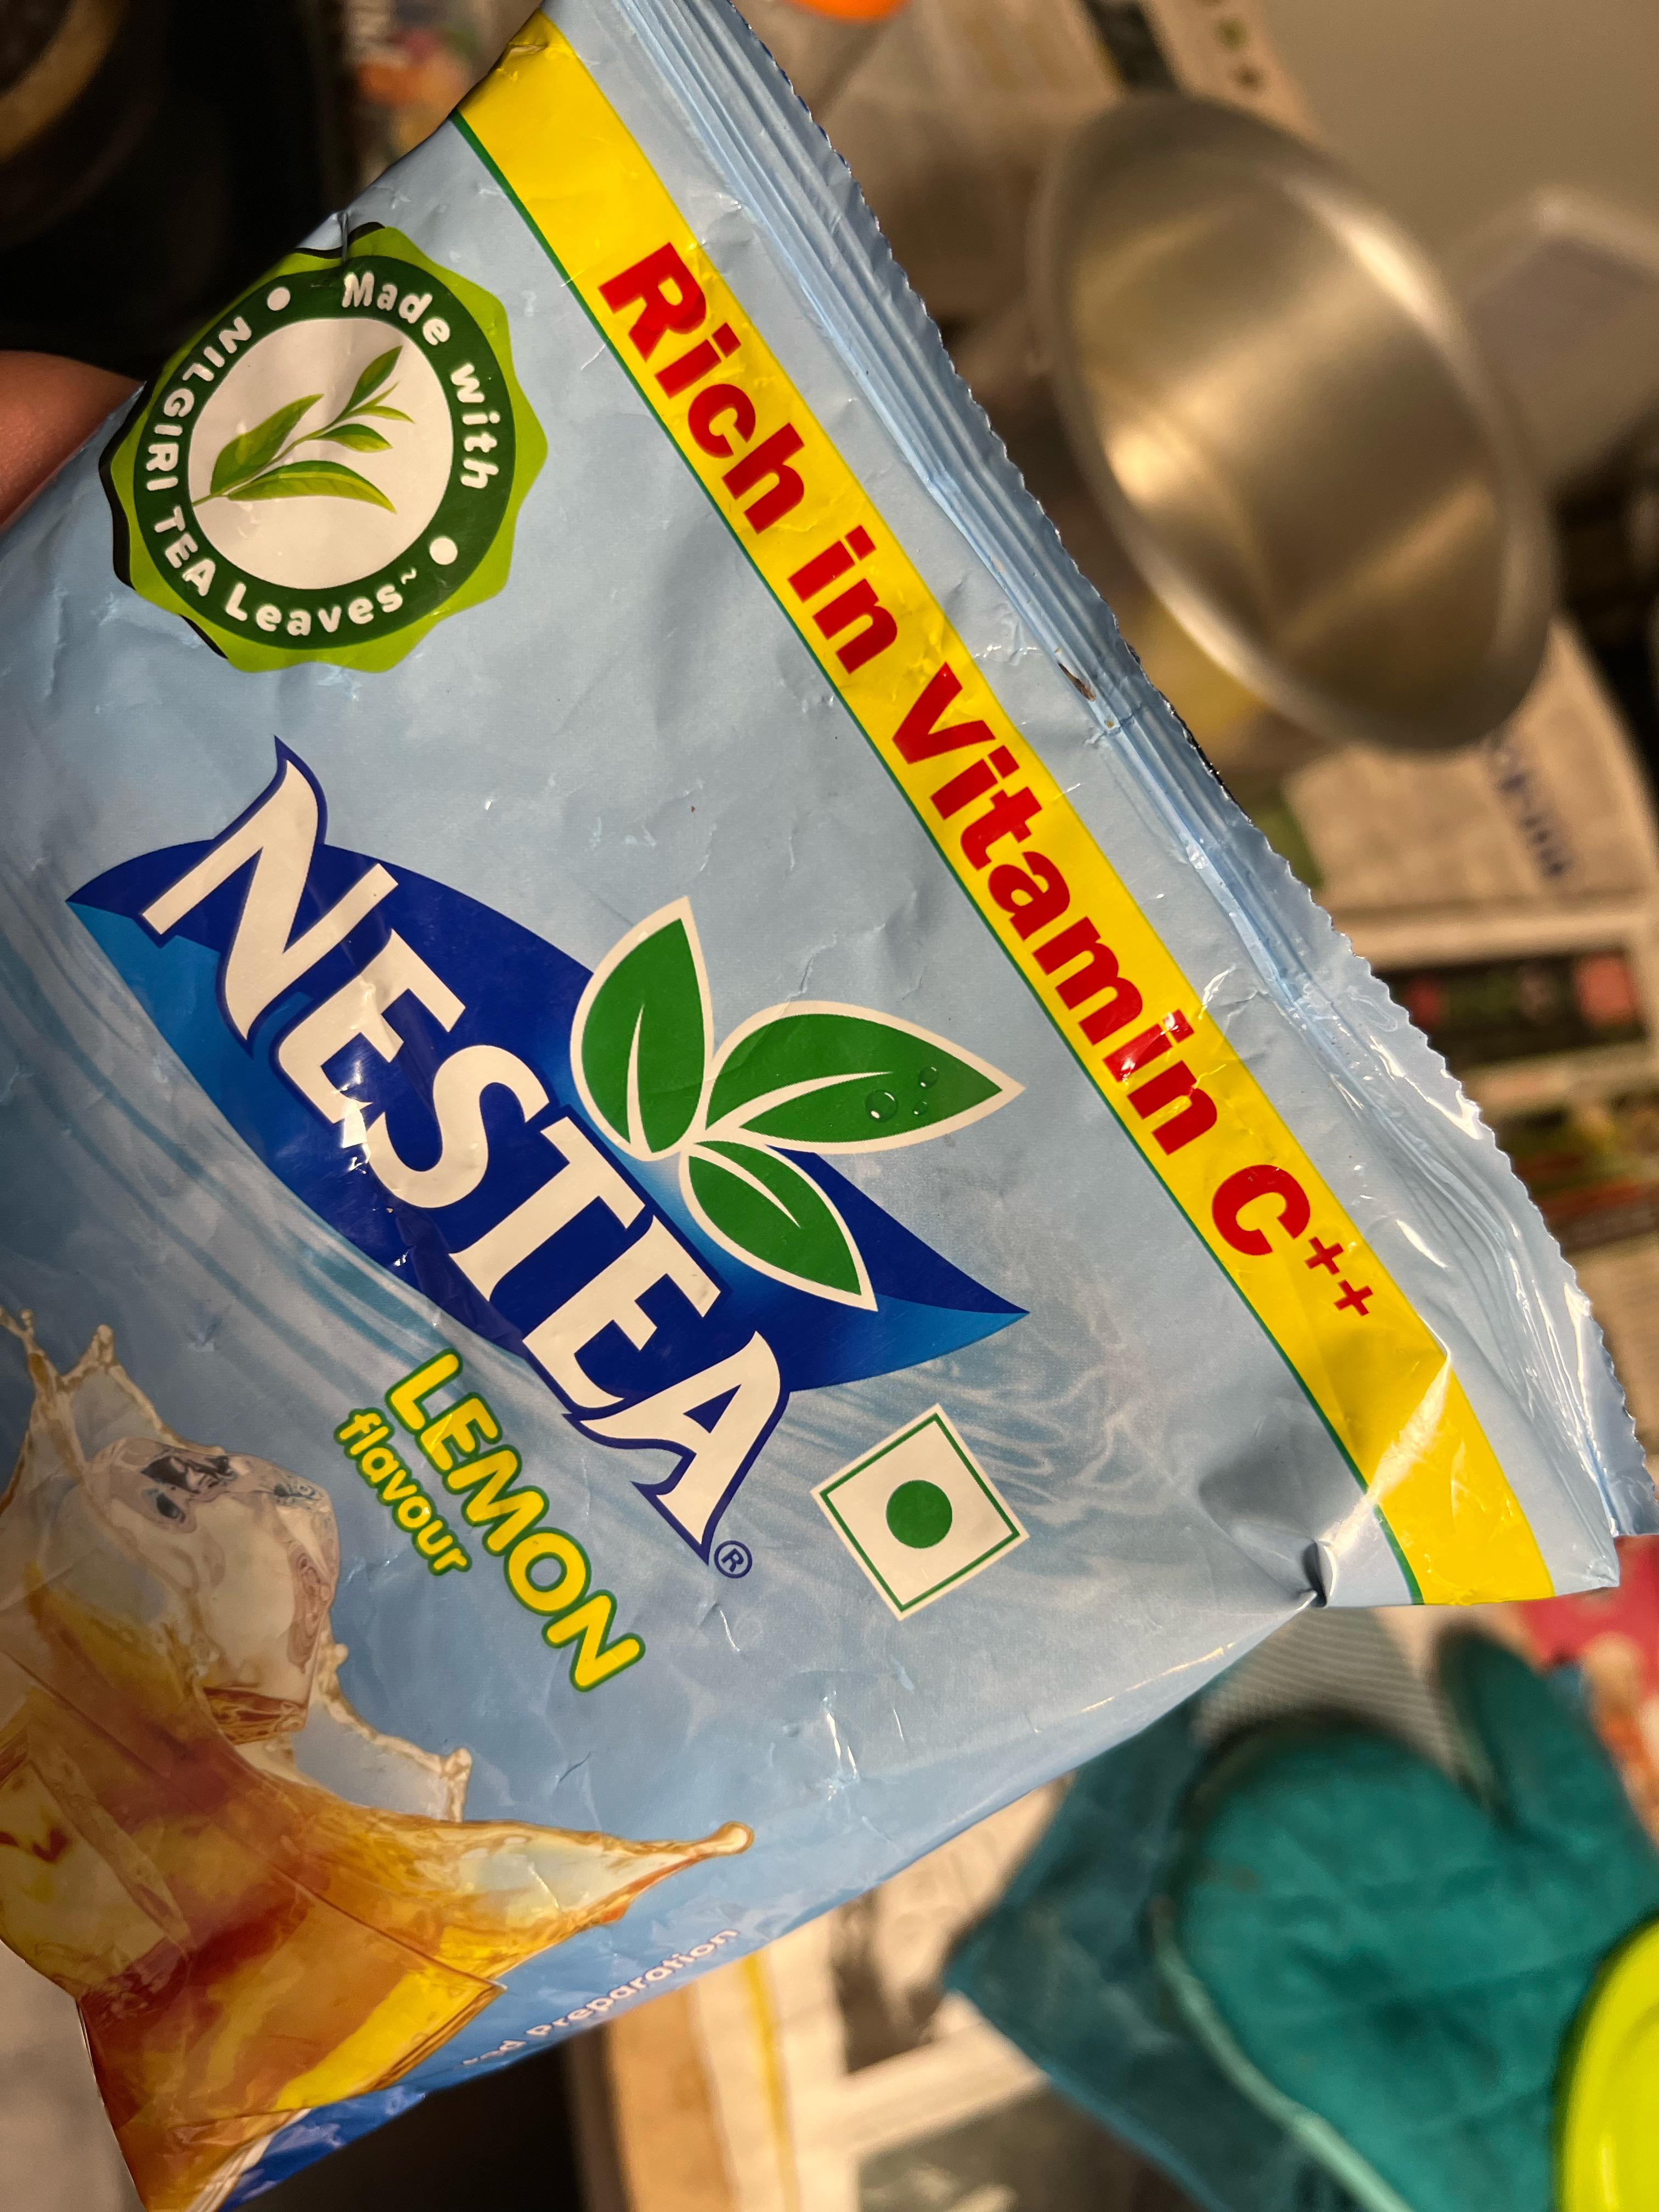 Rich in Vitamin C++
Made with
NILGIRI TEA Leaves~
NESTEA®
LEMON
flavour
Preparation